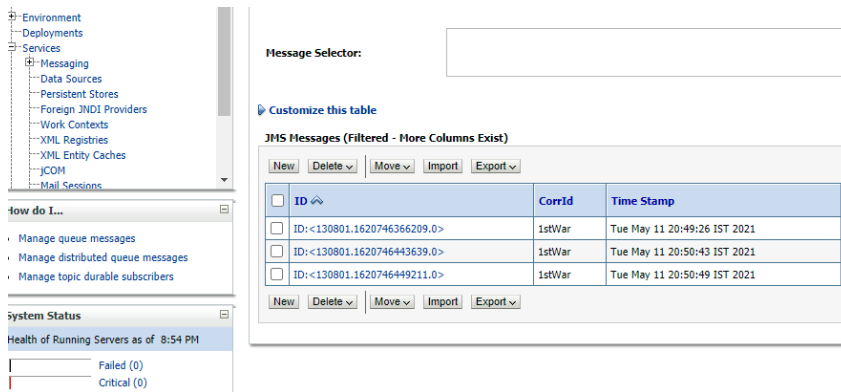 Environment
Deployments
Services
Messaging
Data Sources
Persistent Stores
Foreign JNDI Providers
Work Contexts
XML Registries
XML Entity Caches
jCOM
Mail Sessions
How do I...
Manage queue messages
Manage distributed queue messages
Manage topic durable subscribers
System Status
Health of Running Servers as of 8:54 PM
Failed (0)
Critical (0)
Message Selector:
Customize this table
JMS Messages (Filtered - More Columns Exist)
New Delete Move Import Export
ID CorrId Time Stamp
ID:<130801.1620746366209.0> 1stWar Tue May 11 20:49:26 IST 2021
ID:<130801.1620746443639.0> 1stWar Tue May 11 20:50:43 IST 2021
ID:<130801.1620746449211.0> 1stWar Tue May 11 20:50:49 IST 2021
New Delete Move Import Export